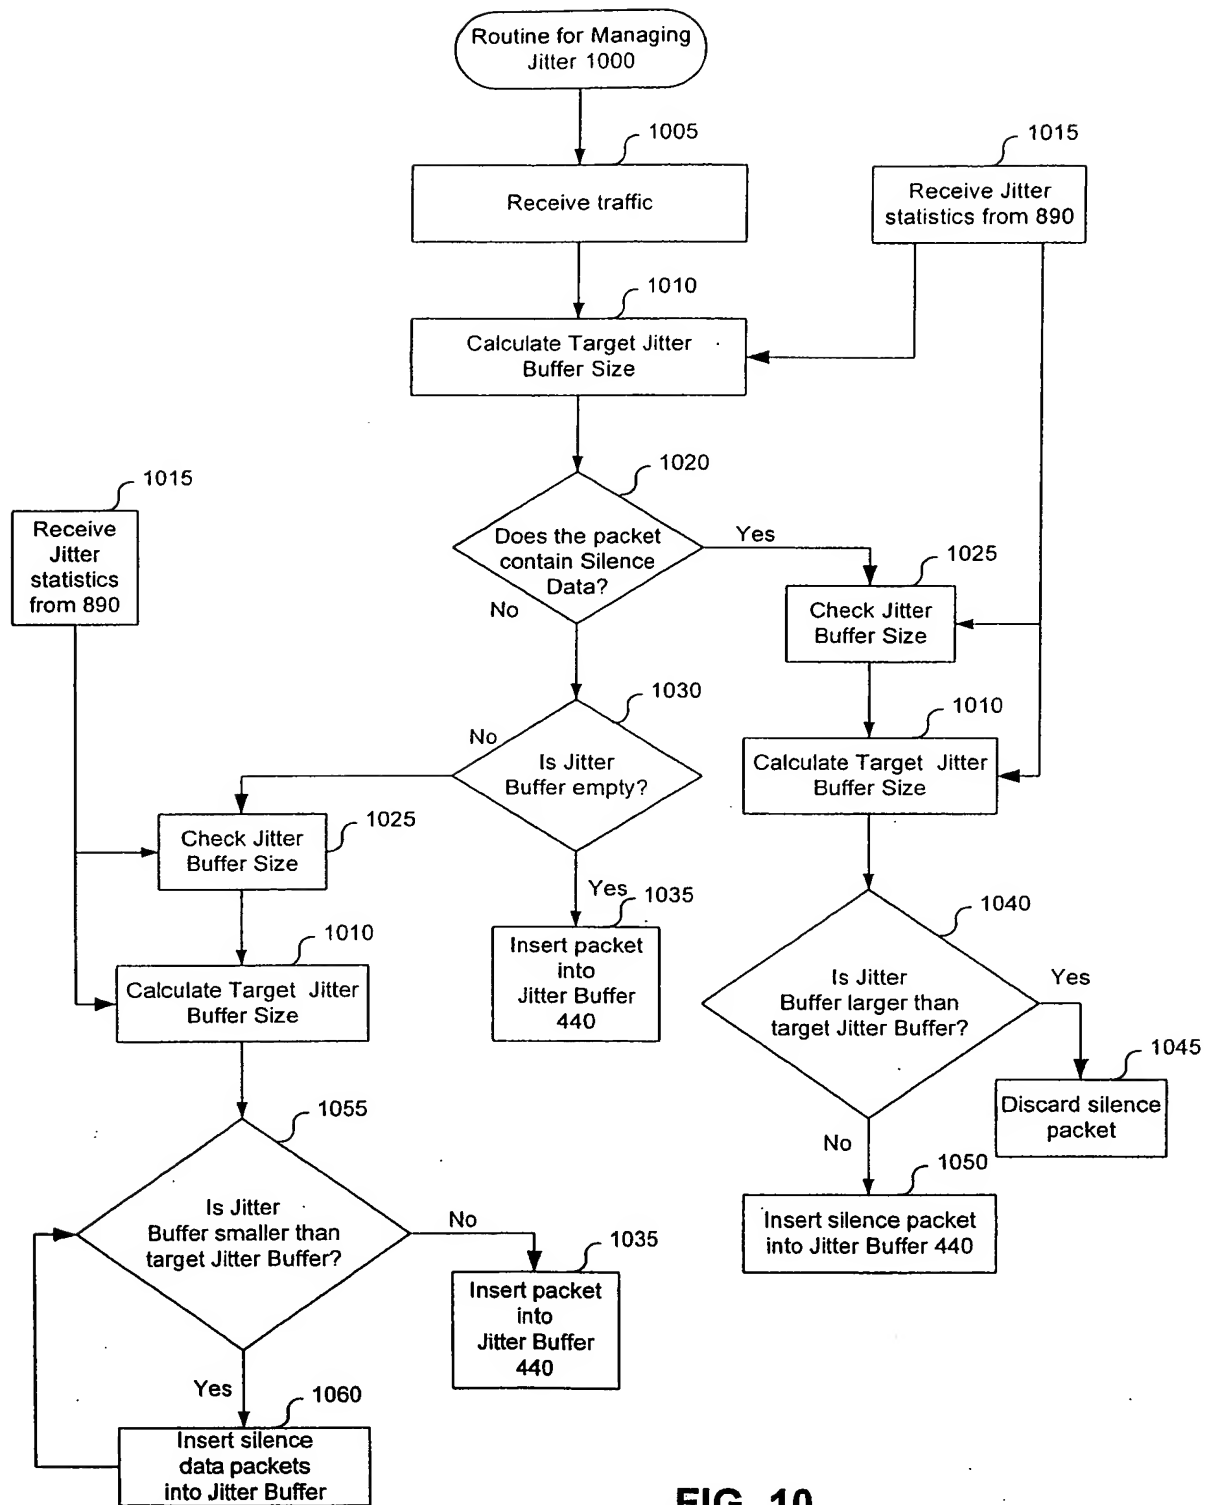 Routine for Managing
Jitter 1000
1005
Receive traffic
1015
Receive Jitter
statistics from 890
1010
Calculate Target Jitter
Buffer Size
1020
Does the packet
contain Silence
Data?
Yes
No
1015
Receive
Jitter
statistics
from 890
1025
Check Jitter
Buffer Size
1030
Is Jitter
Buffer empty?
No
Yes
1010
Calculate Target Jitter
Buffer Size
1025
Check Jitter
Buffer Size
1035
Insert packet
into
Jitter Buffer
440
1040
Is Jitter
Buffer larger than
target Jitter Buffer?
Yes
No
1010
Calculate Target Jitter
Buffer Size
1045
Discard silence
packet
1050
Insert silence packet
into Jitter Buffer 440
1055
Is Jitter
Buffer smaller than
target Jitter Buffer?
No
Yes
1035
Insert packet
into
Jitter Buffer
440
1060
Insert silence
data packets
into Jitter Buffer
FIG. 10